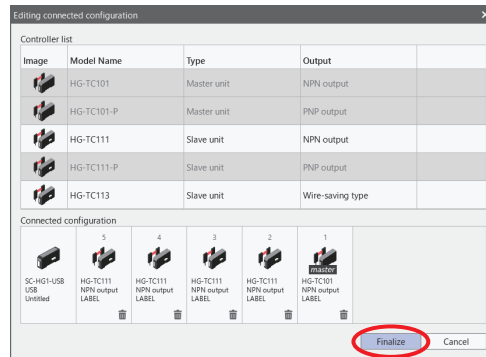 Editing connected configuration
Controller list
Image Model Name Type Output
HG-TC101 Master unit NPN output
HG-TC101-P Master unit PNP output
HG-TC111 Slave unit NPN output
HG-TC111-P Slave unit PNP output
HG-TC113 Slave unit Wire-saving type
Connected configuration
5 4 3 2 1
master
SC-HG1-USB HG-TC111 HG-TC111 HG-TC111 HG-TC111 HG-TC101
USB NPN output NPN output NPN output NPN output NPN output
Untitled LABEL LABEL LABEL LABEL LABEL
Finalize Cancel